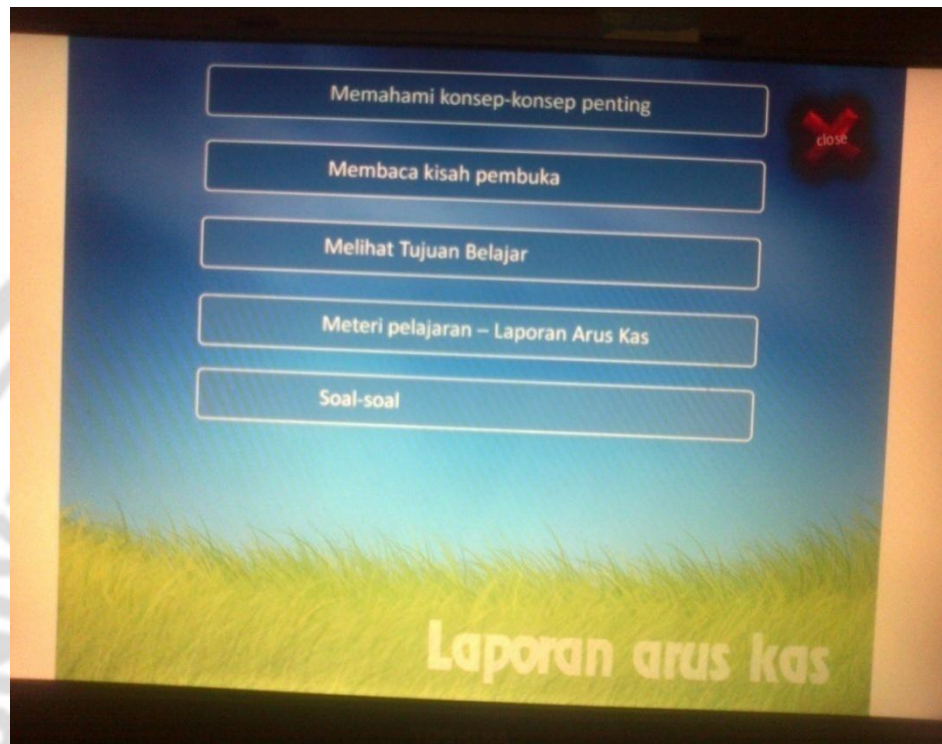 Memahami konsep-konsep penting
close
Membaca kisah pembuka
Melihat Tujuan Belajar
Meteri pelajaran – Laporan Arus Kas
Soal-soal
Laporan arus kas